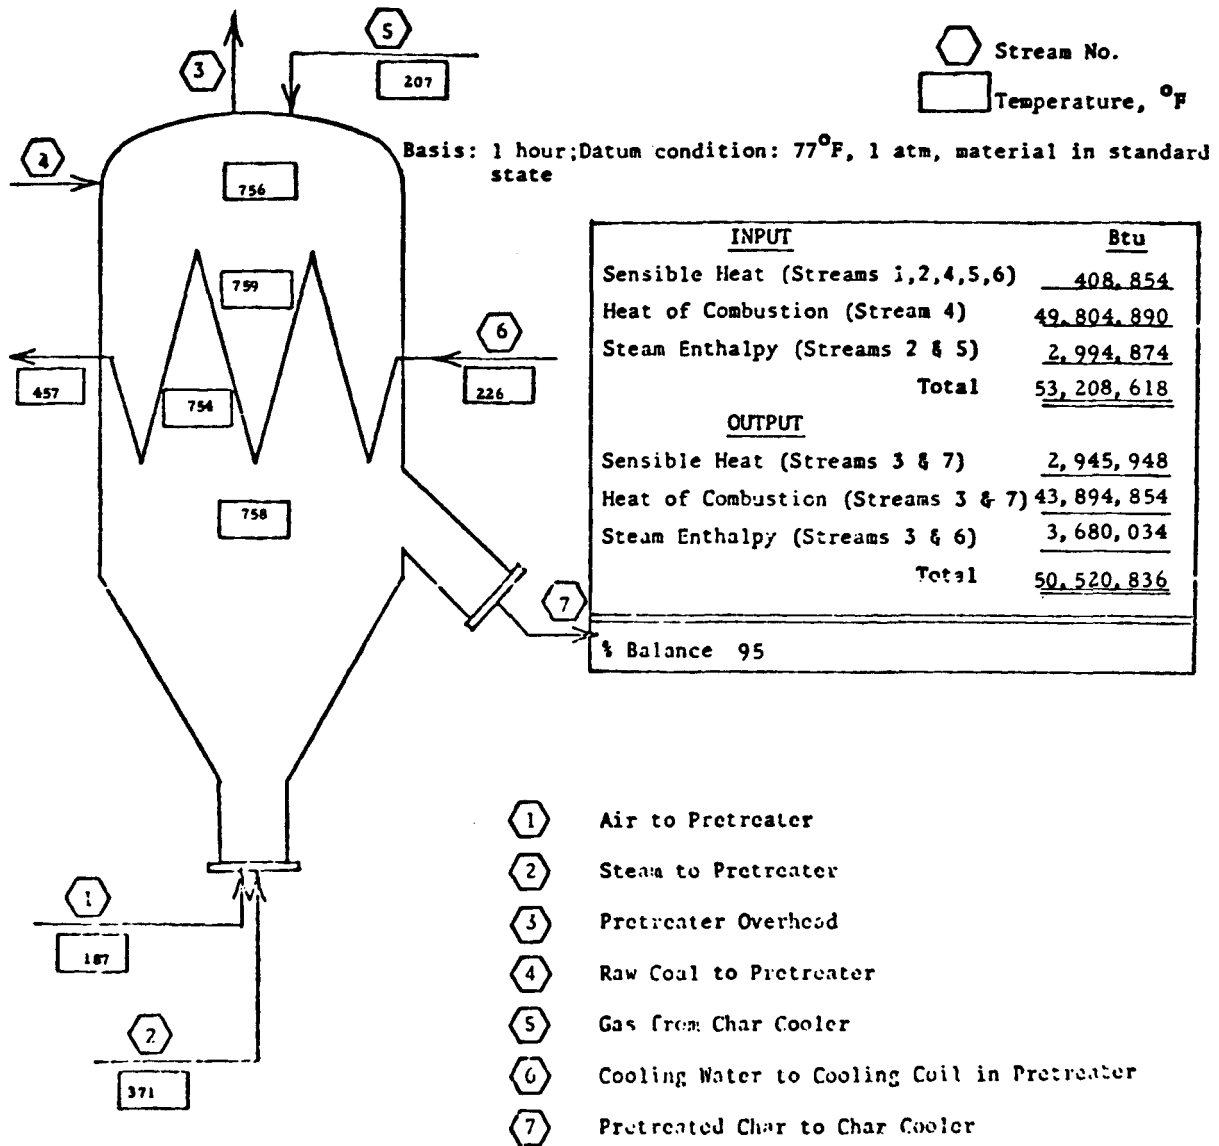 3
5
207
Stream No.
Temperature, °F
4
Basis: 1 hour;Datum condition: 77°F, 1 atm, material in standard
state
756
759
754
758
457
6
226
INPUT Btu
Sensible Heat (Streams 1,2,4,5,6) 408,854
Heat of Combustion (Stream 4) 49,804,890
Steam Enthalpy (Streams 2 & 5) 2,994,874
Total 53,208,618
OUTPUT
Sensible Heat (Streams 3 & 7) 2,945,948
Heat of Combustion (Streams 3 & 7) 43,894,854
Steam Enthalpy (Streams 3 & 6) 3,680,034
Total 50,520,836
% Balance 95
7
1
187
2
371
1 Air to Pretreater
2 Steam to Pretreater
3 Pretreater Overhead
4 Raw Coal to Pretreater
5 Gas from Char Cooler
6 Cooling Water to Cooling Coil in Pretreater
7 Pretreated Char to Char Cooler